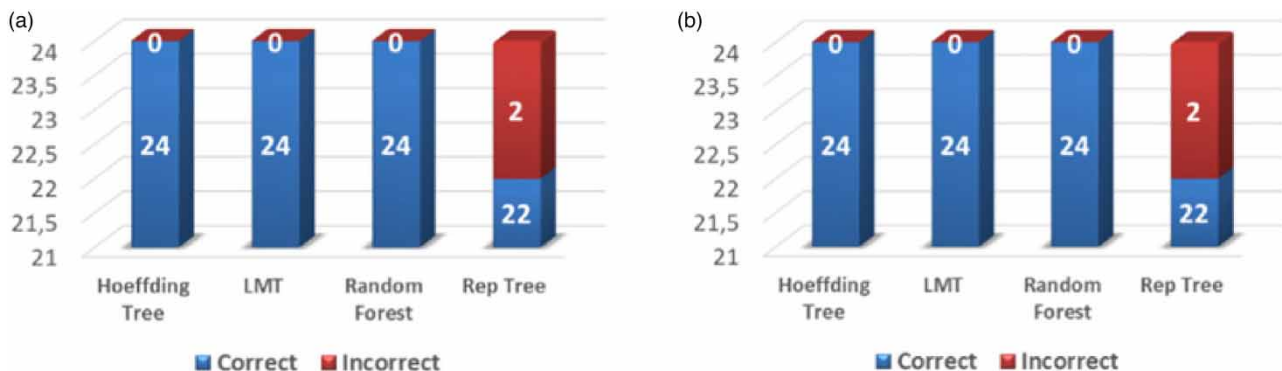 (a)
24
23,5
23
22,5
22
21,5
21
0
0
0
2
24
24
24
22
Hoeffding
Tree
LMT
Random
Forest
Rep Tree
Correct
Incorrect
(b)
24
23,5
23
22,5
22
21,5
21
0
0
0
2
24
24
24
22
Hoeffding
Tree
LMT
Random
Forest
Rep Tree
Correct
Incorrect